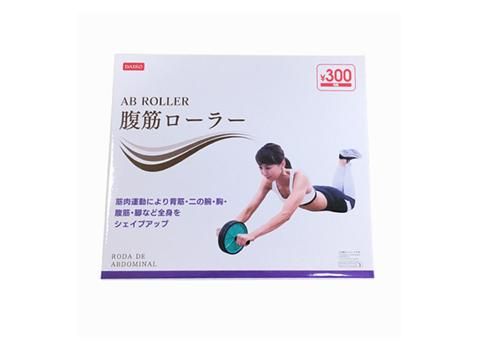 DAISO
¥300
AB ROLLER
腹筋ローラー
筋肉運動により背筋・二の腕・胸・
腹筋・脚など全身を
シェイプアップ
RODA DE
ABDOMINAL